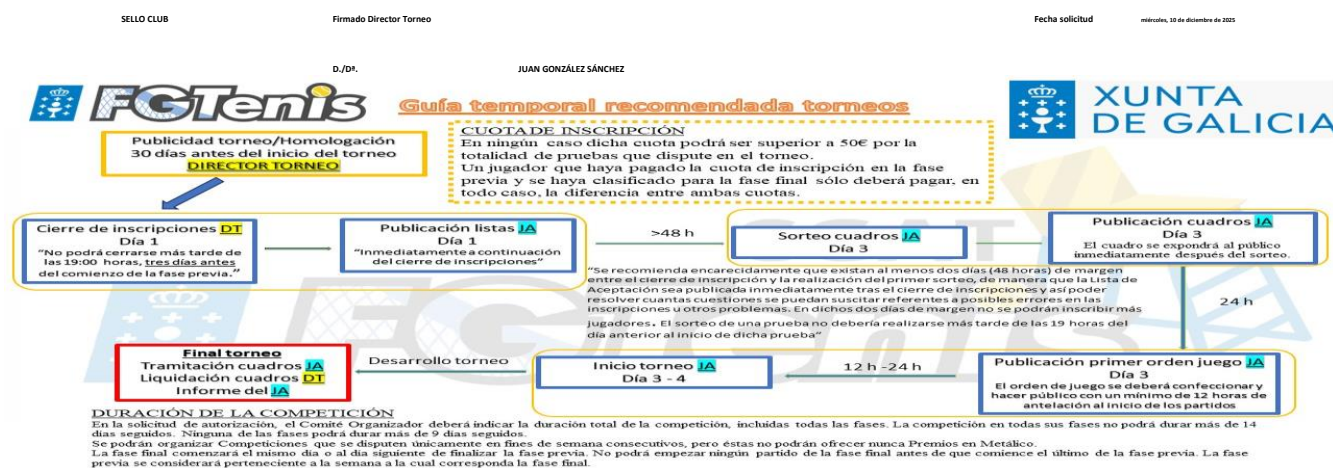 SELLO CLUB
Firmado Director Torneo
Fecha solicitud
miércoles, 10 de diciembre de 2025
D./Dª.
JUAN GONZÁLEZ SÁNCHEZ
FGTenis
Guía temporal recomendada torneos
XUNTA
DE GALICIA
Publicidad torneo/Homologación
30 días antes del inicio del torneo
DIRECTOR TORNEO
CUOTA DE INSCRIPCIÓN
En ningún caso dicha cuota podrá ser superior a 50€ por la
totalidad de pruebas que dispute en el torneo.
Un jugador que haya pagado la cuota de inscripción en la fase
previa y se haya clasificado para la fase final sólo deberá pagar, en
todo caso, la diferencia entre ambas cuotas.
Cierre de inscripciones DT
Día 1
"No podrá cerrarse más tarde de
las 19:00 horas, tres días antes
del comienzo de la fase previa."
Publicación listas JA
Día 1
"Inmediatamente a continuación
del cierre de inscripciones"
>48 h
Sorteo cuadros JA
Día 3
Publicación cuadros JA
Día 3
El cuadro se expondrá al público
inmediatamente después del sorteo.
"Se recomienda encarecidamente que existan al menos dos días (48 horas) de margen
entre el cierre de inscripción y la realización del primer sorteo, de manera que la Lista de
Aceptación sea publicada inmediatamente tras el cierre de inscripciones y así poder
resolver cuantas cuestiones se puedan suscitar referentes a posibles errores en las
inscripciones u otros problemas. En dichos dos días de margen no se podrán inscribir más
jugadores. El sorteo de una prueba no debería realizarse más tarde de las 19 horas del
día anterior al inicio de dicha prueba"
24 h
Final torneo
Tramitación cuadros JA
Liquidación cuadros DT
Informe del JA
Desarrollo torneo
Inicio torneo JA
Día 3 - 4
12 h -24 h
Publicación primer orden juego JA
Día 3
El orden de juego se deberá confeccionar y
hacer público con un mínimo de 12 horas de
antelación al inicio de los partidos
DURACIÓN DE LA COMPETICIÓN
En la solicitud de autorización, el Comité Organizador deberá indicar la duración total de la competición, incluidas todas las fases. La competición en todas sus fases no podrá durar más de 14
días seguidos. Ninguna de las fases podrá durar más de 9 días seguidos.
Se podrán organizar Competiciones que se disputen únicamente en fines de semana consecutivos, pero éstas no podrán ofrecer nunca Premios en Metálico.
La fase final comenzará el mismo día o al día siguiente de finalizar la fase previa. No podrá empezar ningún partido de la fase final antes de que comience el último de la fase previa. La fase
previa se considerará perteneciente a la semana a la cual corresponda la fase final.